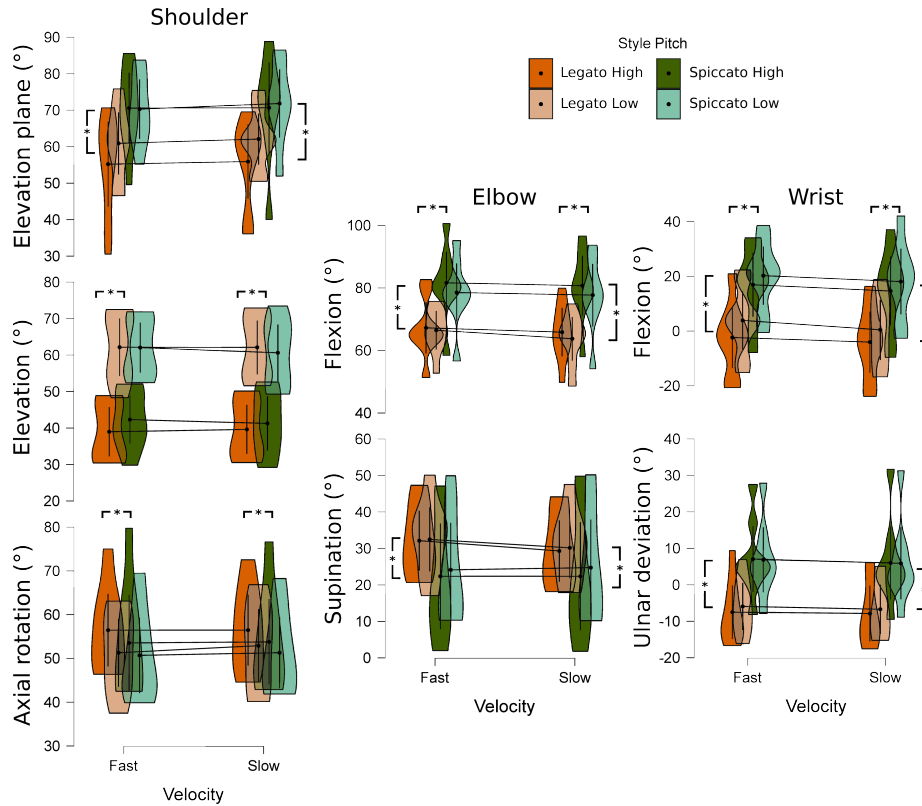 Shoulder
Style Pitch
Legato High
Spiccato High
Legato Low
Spiccato Low
Elevation plane (°)
90
80
70
60
50
40
30
*
*
Elevation (°)
80
70
60
50
40
30
20
*
*
Axial rotation (°)
80
70
60
50
40
30
*
*
Fast
Slow
Velocity
Elbow
Flexion (°)
100
80
60
40
*
*
*
*
Supination (°)
60
50
40
30
20
10
0
*
*
Fast
Slow
Velocity
Wrist
Flexion (°)
40
20
0
-20
*
*
*
Ulnar deviation (°)
40
30
20
10
0
-10
-20
*
Fast
Slow
Velocity